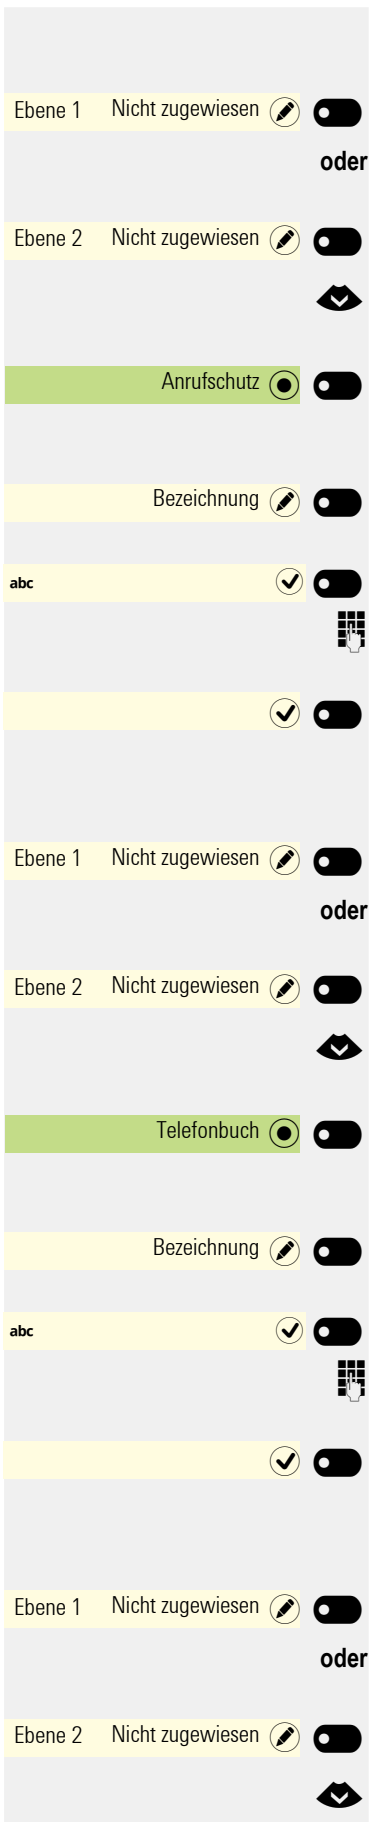 Ebene 1 Nicht zugewiesen
oder
Ebene 2 Nicht zugewiesen
Anrufschutz
Bezeichnung
abc
Ebene 1 Nicht zugewiesen
oder
Ebene 2 Nicht zugewiesen
Telefonbuch
Bezeichnung
abc
Ebene 1 Nicht zugewiesen
oder
Ebene 2 Nicht zugewiesen